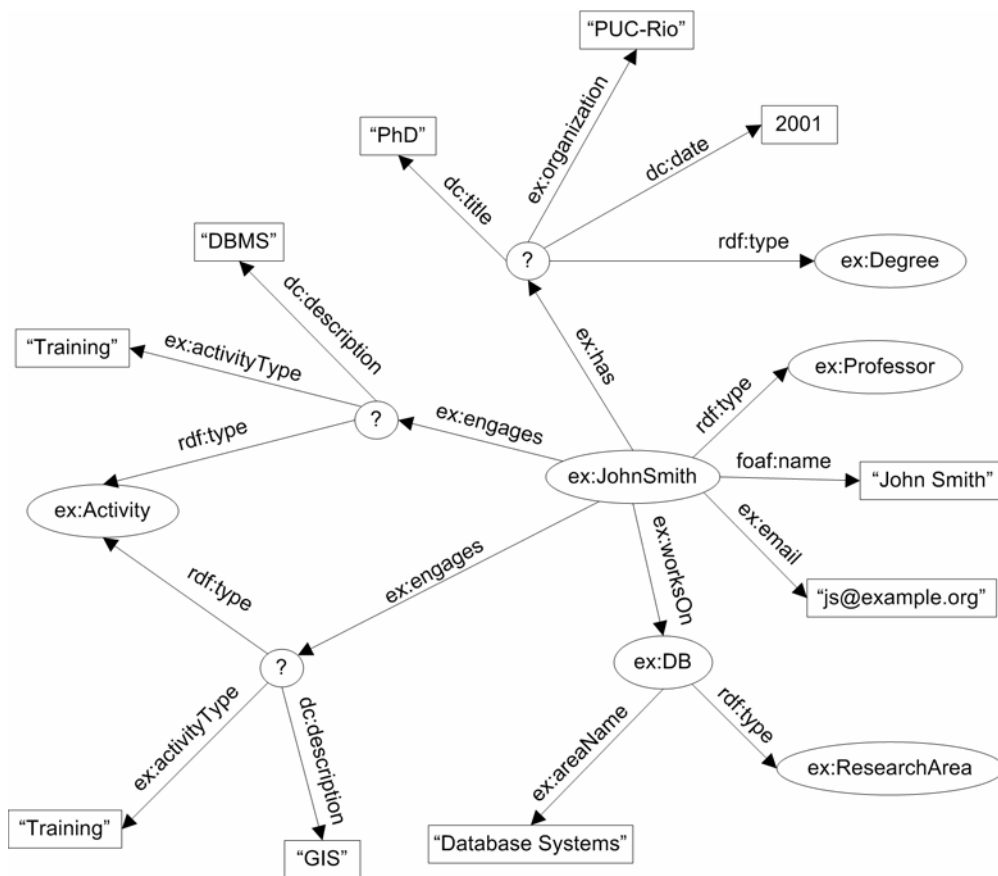 “PUC-Rio”
2001
“PhD”
ex:organization
dc:date
dc:title
“DBMS”
?
rdf:type
ex:Degree
dc:description
“Training”
ex:activityType
ex:has
ex:Professor
rdf:type
?
ex:engages
rdf:type
foaf:name
ex:JohnSmith
“John Smith”
ex:Activity
ex:email
ex:engages
ex:worksOn
rdf:type
“js@example.org”
?
ex:DB
ex:activityType
dc:description
ex:areaName
rdf:type
ex:ResearchArea
“Training”
“GIS”
“Database Systems”